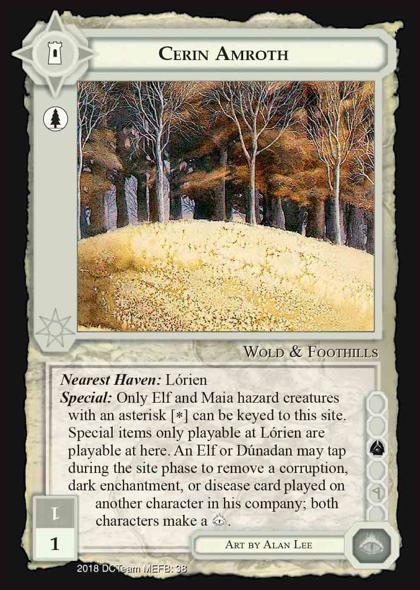 Cerin Amroth
Wold & Foothills
Nearest Haven: Lórien
Special: Only Elf and Maia hazard creatures
with an asterisk [*] can be keyed to this site.
Special items only playable at Lórien are
playable at here. An Elf or Dúnadan may tap
during the site phase to remove a corruption,
dark enchantment, or disease card played on
another character in his company; both
characters make a .
1
1
Art by Alan Lee
2018 DCTeam MEFB: 38